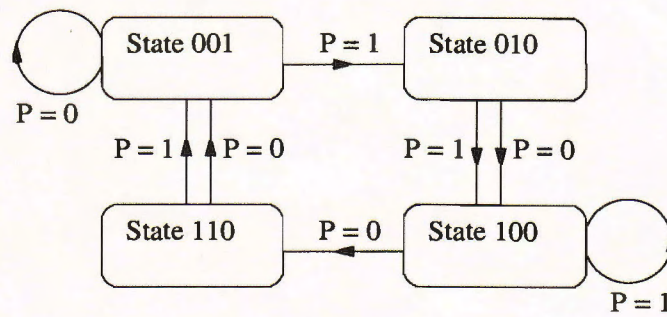 State 001
P = 1
State 010
P = 0
P = 1
P = 0
P = 1
P = 0
State 110
P = 0
State 100
P = 1